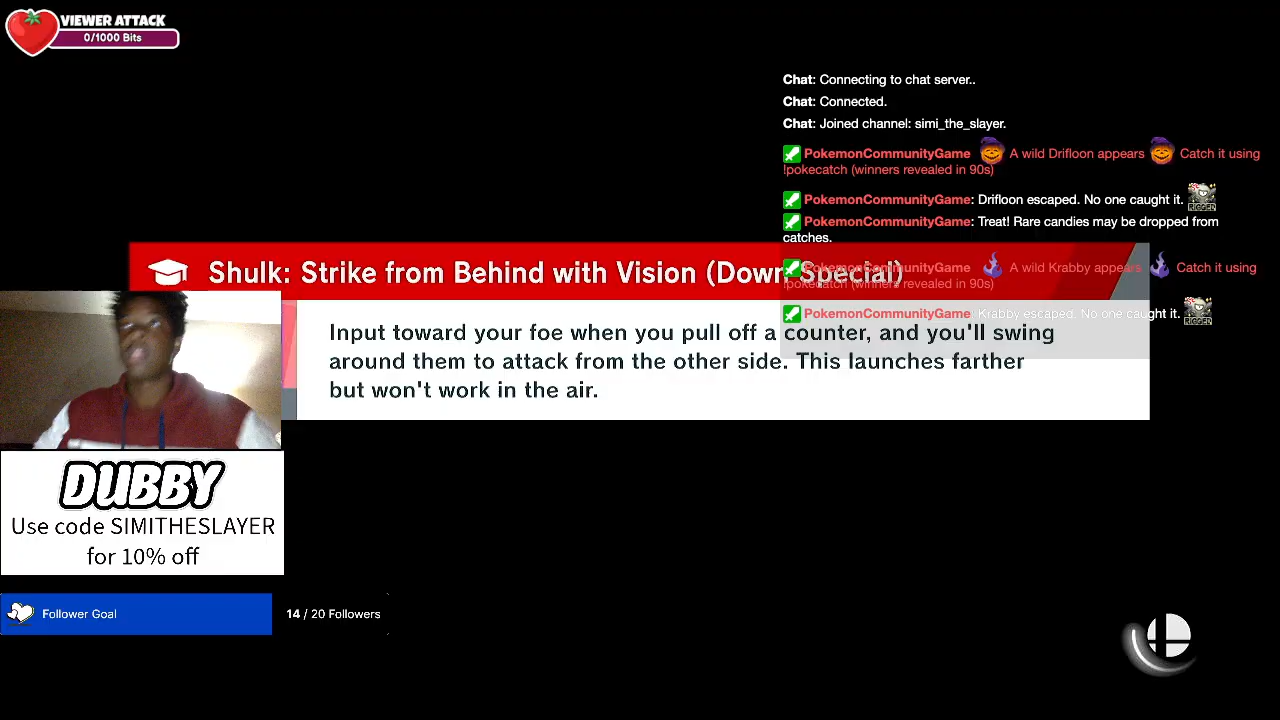 VIEWER ATTACK
0/1000 Bits
Chat: Connecting to chat server..
Chat: Connected.
Chat: Joined channel: simi_the_slayer.
PokemonCommunityGame A wild Drifloon appears Catch it using
!pokecatch (winners revealed in 90s)
PokemonCommunityGame: Drifloon escaped. No one caught it. RIGGED
PokemonCommunityGame: Treat! Rare candies may be dropped from
catches.
PokemonCommunityGame A wild Krabby appears Catch it using
!pokecatch (winners revealed in 90s)
PokemonCommunityGame: Krabby escaped. No one caught it. RIGGED
Shulk: Strike from Behind with Vision (Down Special)
Input toward your foe when you pull off a counter, and you'll swing
around them to attack from the other side. This launches farther
but won't work in the air.
DUBBY
Use code SIMITHESLAYER
for 10% off
Follower Goal
14 / 20 Followers